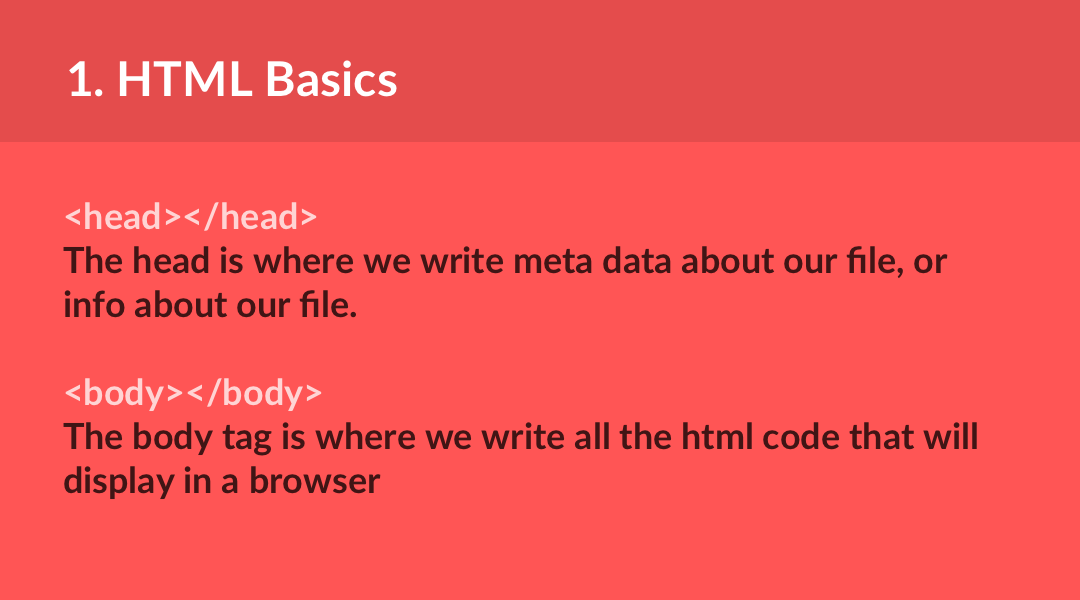 1. HTML Basics
<head></head>
The head is where we write meta data about our file, or
info about our file.
<body></body>
The body tag is where we write all the html code that will
display in a browser